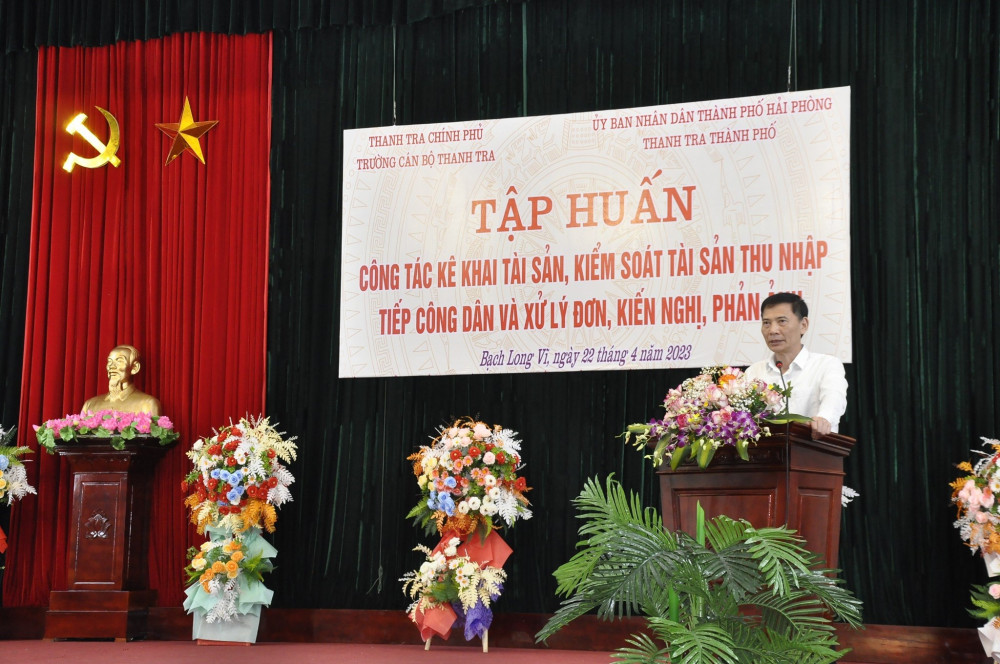 THANH TRA CHÍNH PHỦ
TRƯỜNG CÁN BỘ THANH TRA
ỦY BAN NHÂN DÂN THÀNH PHỐ HẢI PHÒNG
THANH TRA THÀNH PHỐ
TẬP HUẤN
CÔNG TÁC KÊ KHAI TÀI SẢN, KIỂM SOÁT TÀI SẢN THU NHẬP
TIẾP CÔNG DÂN VÀ XỬ LÝ ĐƠN, KIẾN NGHỊ, PHẢN
Bạch Long Vĩ, ngày 22 tháng 4 năm 2023